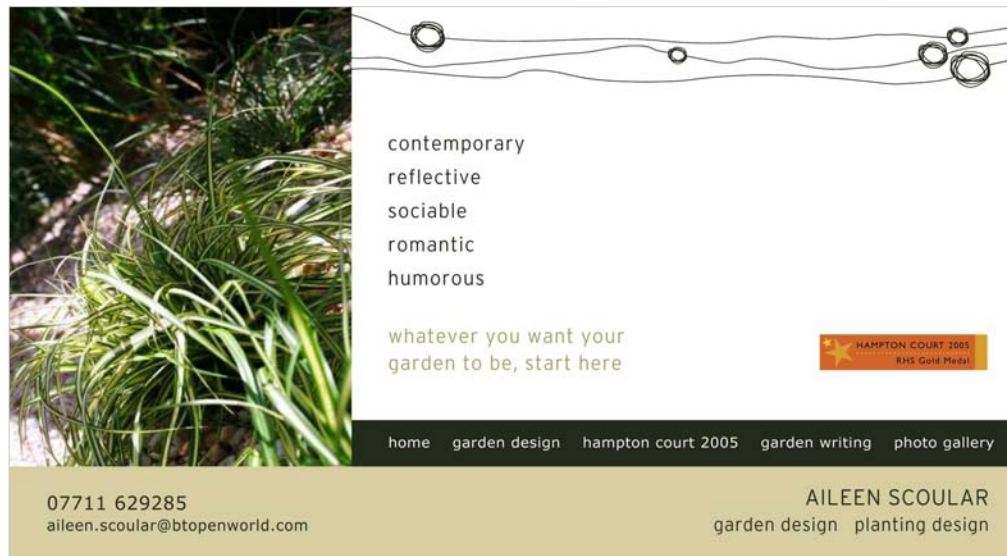 contemporary
reflective
sociable
romantic
humorous
whatever you want your
garden to be, start here
HAMPTON COURT 2005
RHS Gold Medal
home garden design hampton court 2005 garden writing photo gallery
07711 629285
aileen.scoular@btopenworld.com
AILEEN SCOULAR
garden design planting design